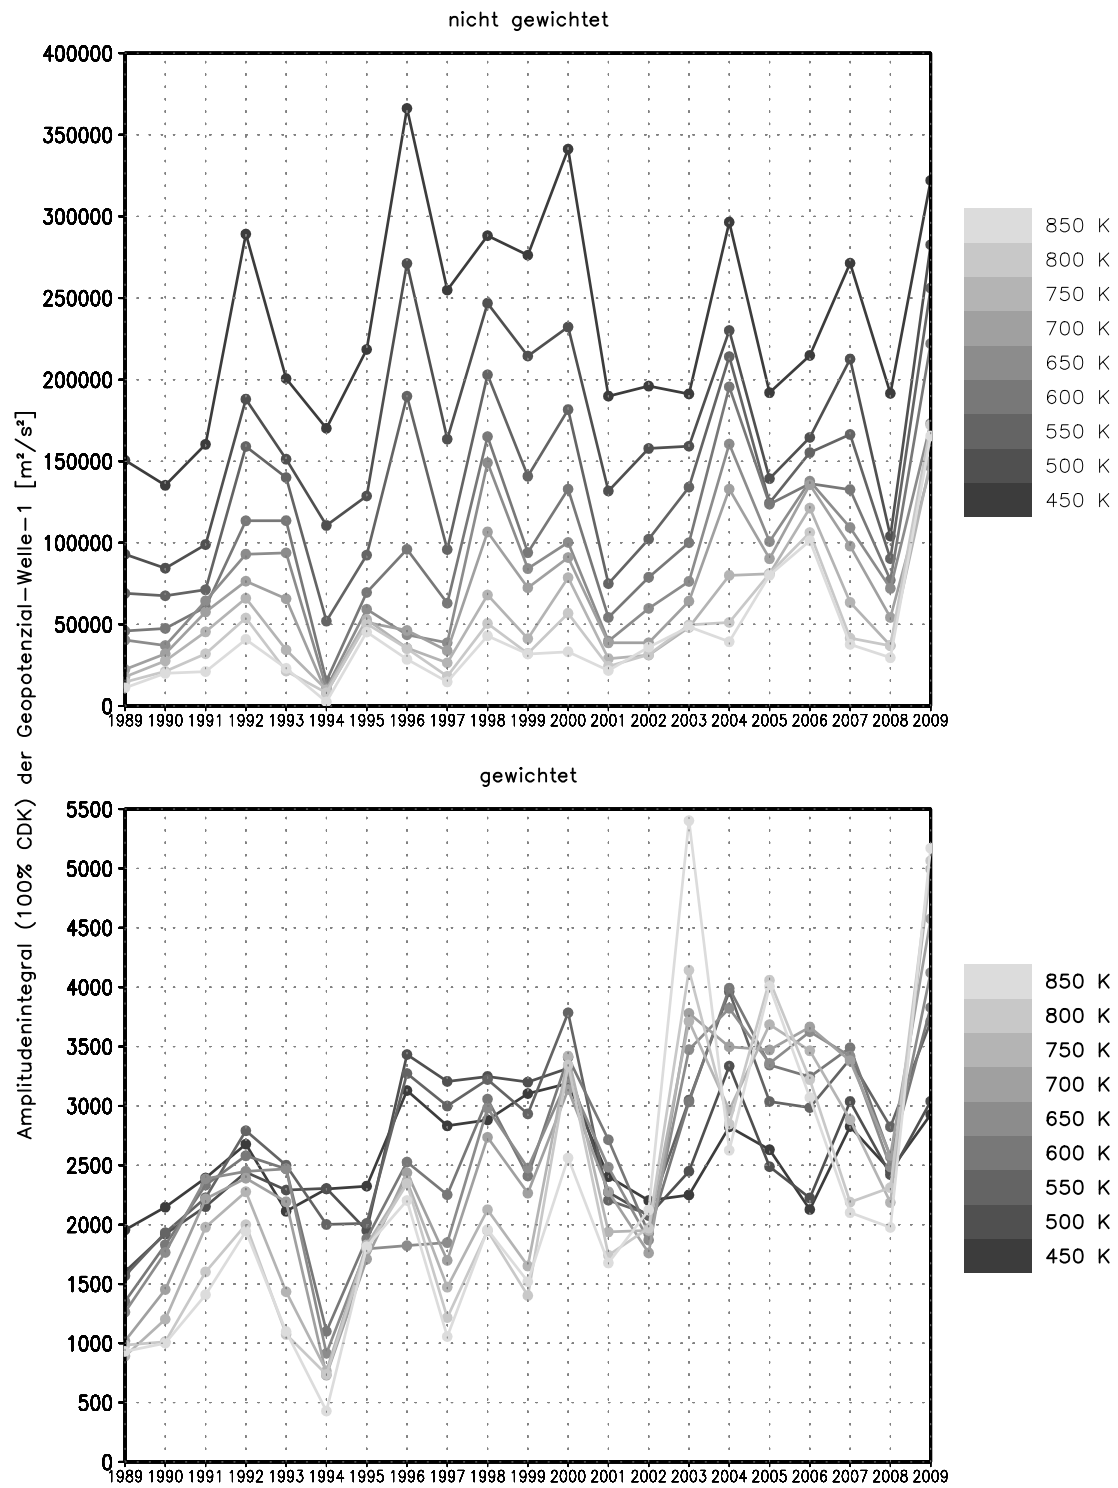 nicht gewichtet
400000
350000
300000
250000
200000
150000
100000
50000
0
1989 1990 1991 1992 1993 1994 1995 1996 1997 1998 1999 2000 2001 2002 2003 2004 2005 2006 2007 2008 2009
850 K
800 K
750 K
700 K
650 K
600 K
550 K
500 K
450 K
Amplitudenintegral (100% CDK) der Geopotenzial-Welle-1 [m²/s²]
gewichtet
5500
5000
4500
4000
3500
3000
2500
2000
1500
1000
500
0
1989 1990 1991 1992 1993 1994 1995 1996 1997 1998 1999 2000 2001 2002 2003 2004 2005 2006 2007 2008 2009
850 K
800 K
750 K
700 K
650 K
600 K
550 K
500 K
450 K